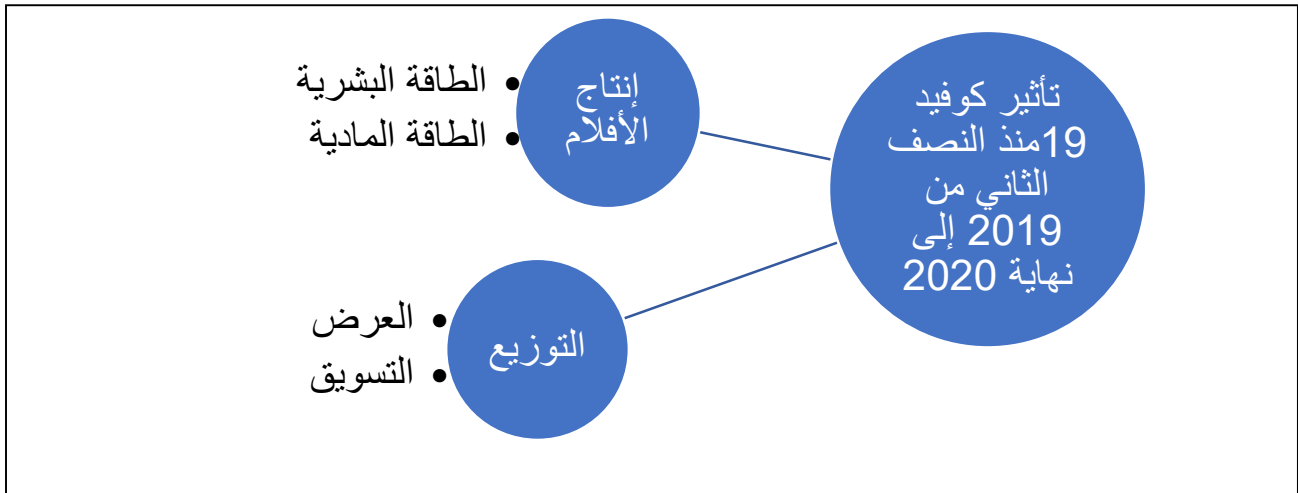 تأثير كوفيد
19منذ النصف
الثاني من
2019 إلى
نهاية 2020
إنتاج
الأفلام
• الطاقة البشرية
• الطاقة المادية
التوزيع
• العرض
• التسويق